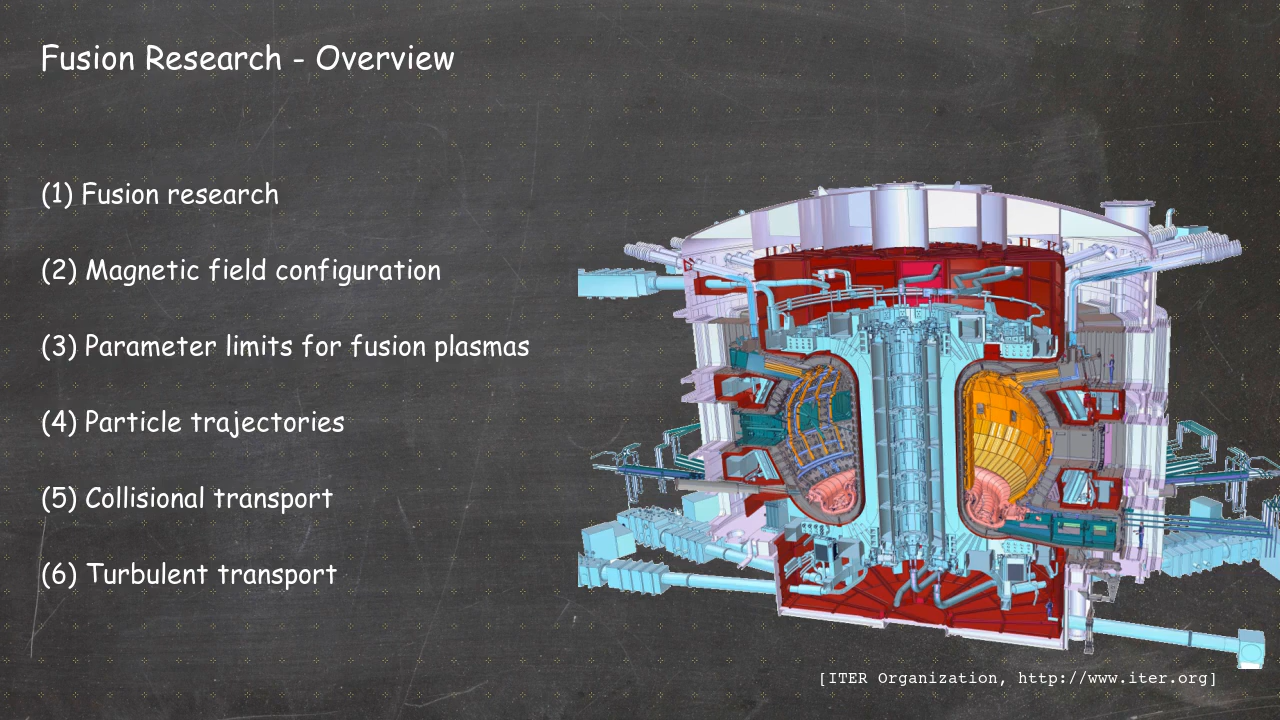 Fusion Research - Overview
(1) Fusion research
(2) Magnetic field configuration
(3) Parameter limits for fusion plasmas
(4) Particle trajectories
(5) Collisional transport
(6) Turbulent transport
[ITER Organization, http://www.iter.org]